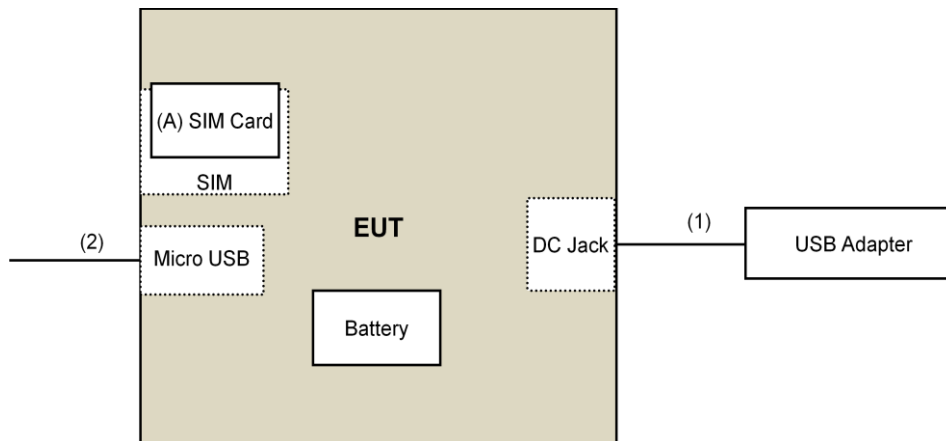 (A) SIM Card
SIM
EUT
(1)
(2)
Micro USB
DC Jack
USB Adapter
Battery